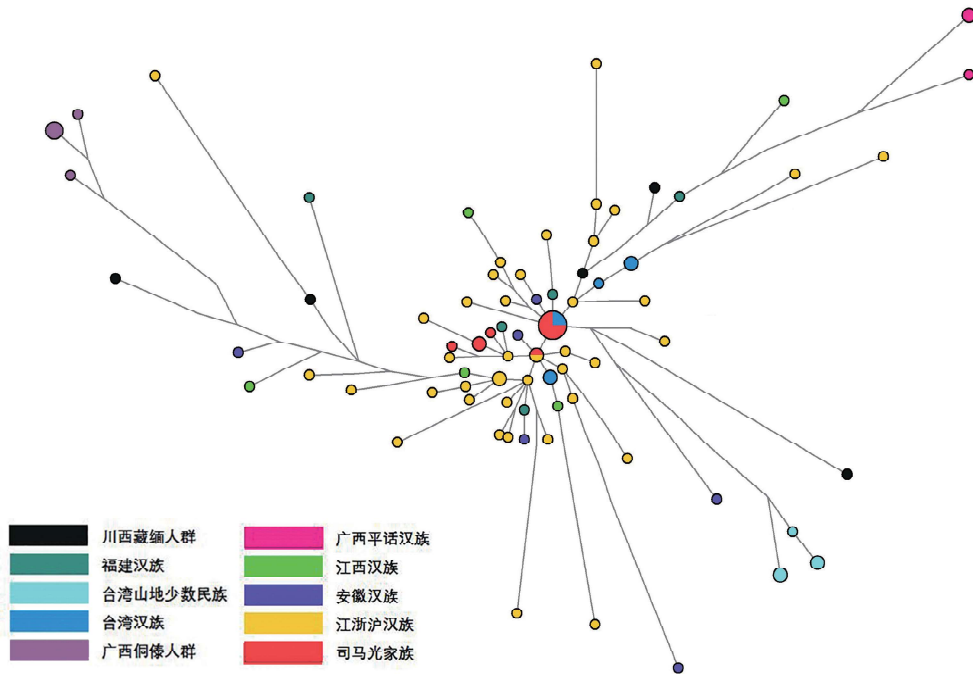 川西藏缅人群
福建汉族
台湾山地少数民族
台湾汉族
广西侗傣人群
广西平话汉族
江西汉族
安徽汉族
江浙沪汉族
司马光家族